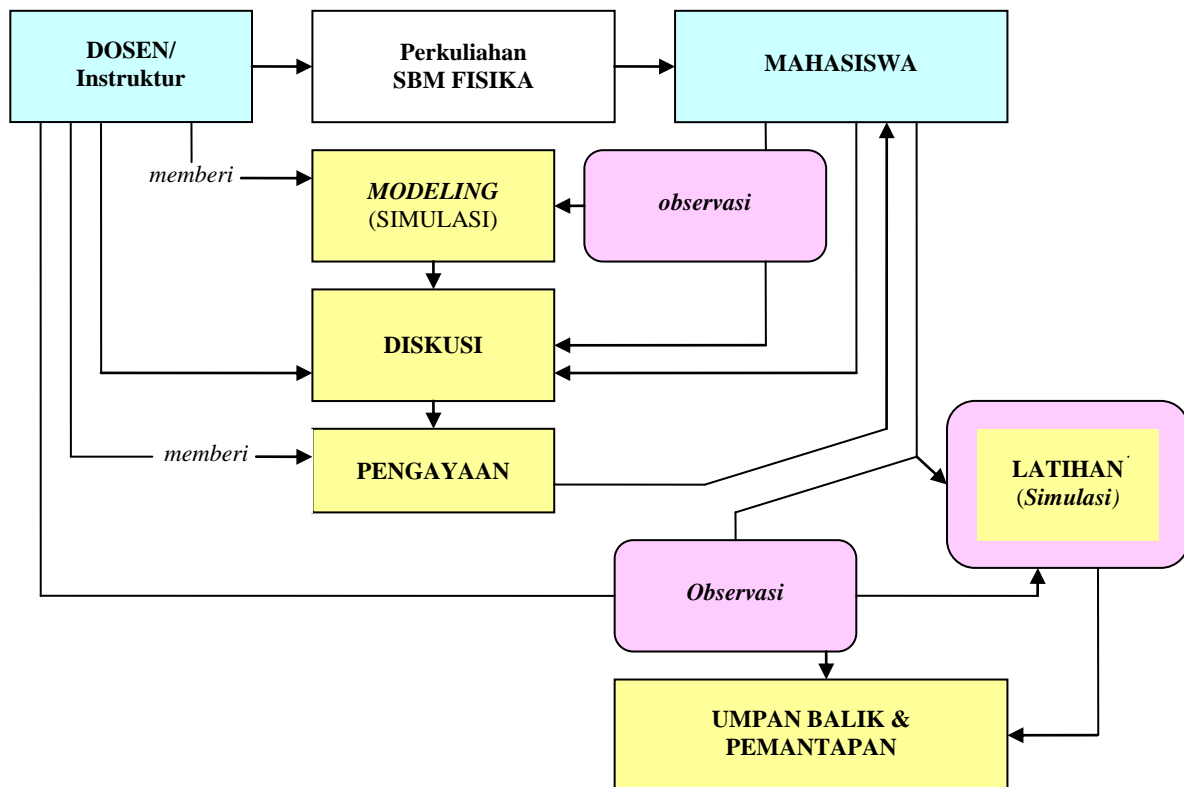 DOSEN/
Instruktur
Perkuliahan
SBM FISIKA
MAHASISWA
memberi
MODELING
(SIMULASI)
observasi
DISKUSI
memberi
PENGAYAAN
LATIHAN
(Simulasi)
Observasi
UMPAN BALIK &
PEMANTAPAN